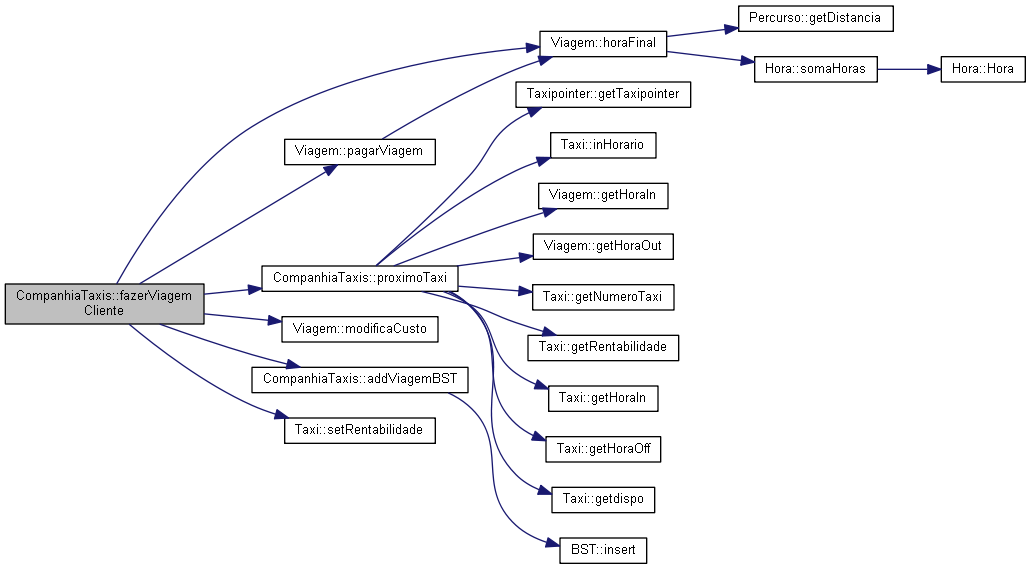 Percurso::getDistancia
Viagem::horaFinal
Hora::somaHoras
Hora::Hora
Taxipointer::getTaxipointer
Taxi::inHorario
Viagem::pagarViagem
Viagem::getHoraIn
Viagem::getHoraOut
CompanhiaTaxis::proximoTaxi
CompanhiaTaxis::fazerViagem
Cliente
Taxi::getNumeroTaxi
Viagem::modificaCusto
Taxi::getRentabilidade
CompanhiaTaxis::addViagemBST
Taxi::getHoraIn
Taxi::setRentabilidade
Taxi::getHoraOff
Taxi::getdispo
BST::insert